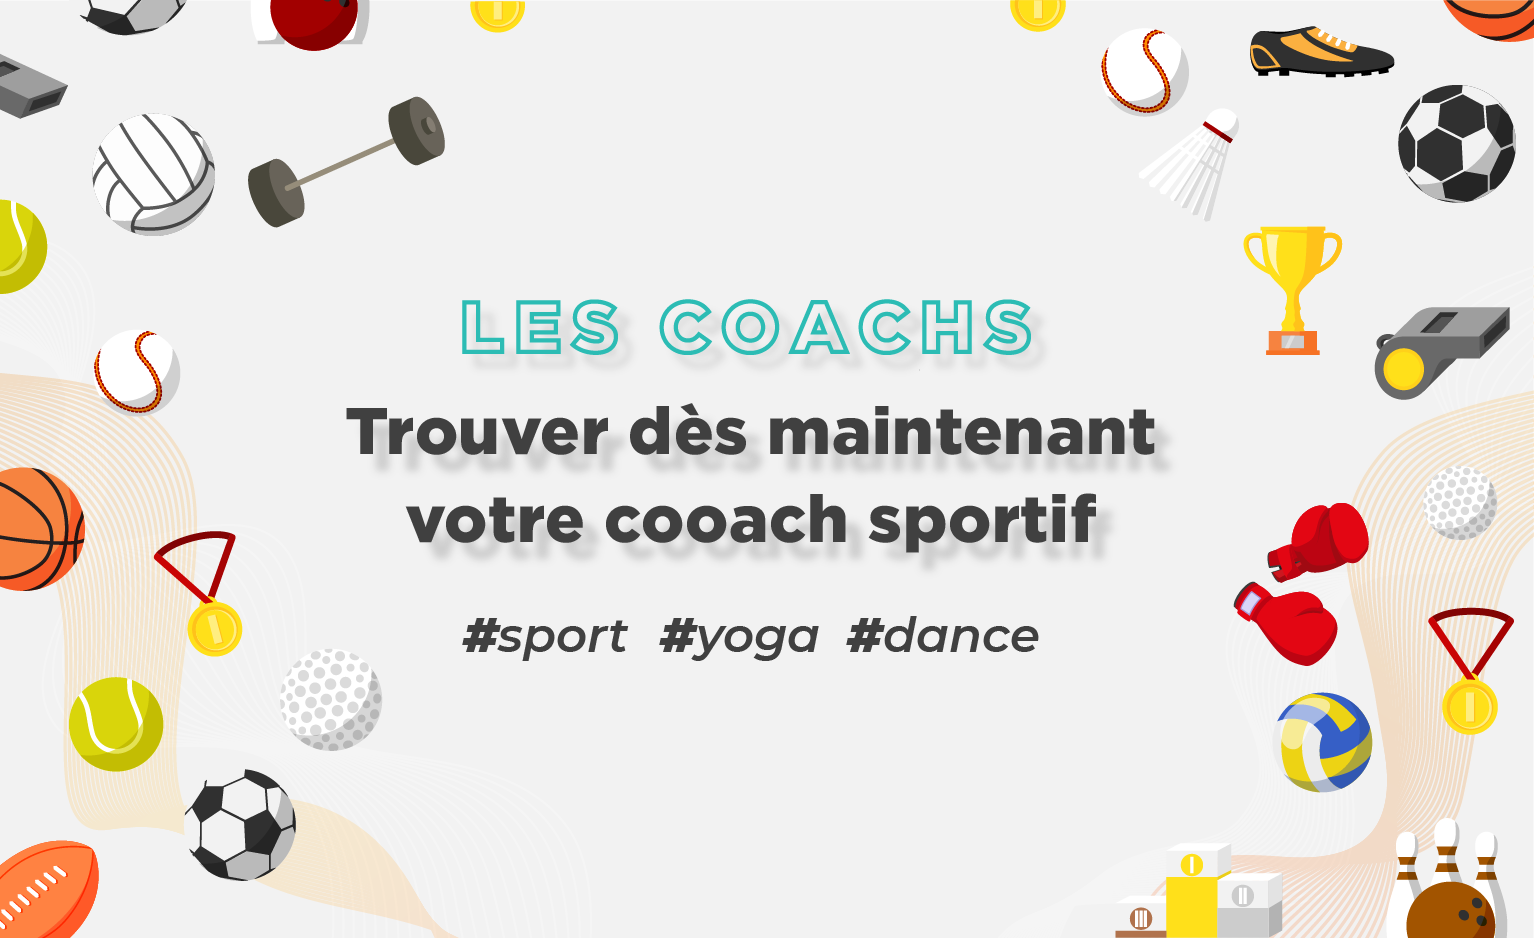 LES COACHS
Trouver dès maintenant
votre cooach sportif
#sport #yoga #dance